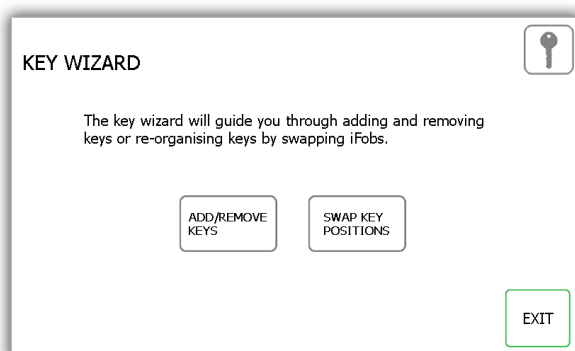 KEY WIZARD
The key wizard will guide you through adding and removing
keys or re-organising keys by swapping iFobs.
ADD/REMOVE
KEYS
SWAP KEY
POSITIONS
EXIT